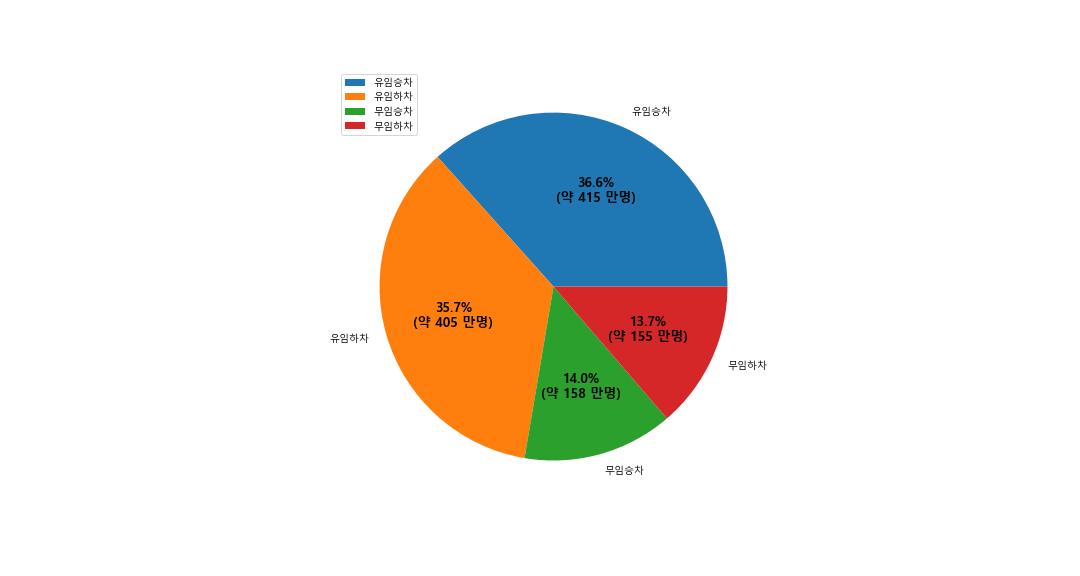 유임승차
유임하차
무임승차
무임하차
유임승차
36.6%
(약 415 만명)
35.7%
(약 405 만명)
유임하차
13.7%
(약 155 만명)
무임하차
14.0%
(약 158 만명)
무임승차